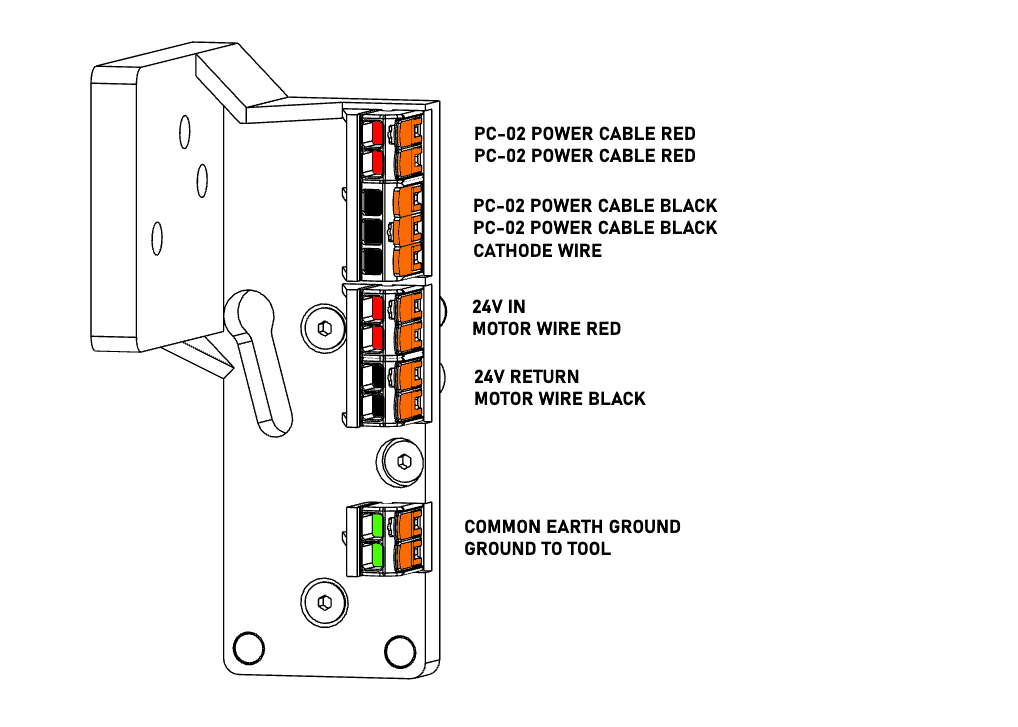 PC-02 POWER CABLE RED
PC-02 POWER CABLE RED
PC-02 POWER CABLE BLACK
PC-02 POWER CABLE BLACK
CATHODE WIRE
24V IN
MOTOR WIRE RED
24V RETURN
MOTOR WIRE BLACK
COMMON EARTH GROUND
GROUND TO TOOL